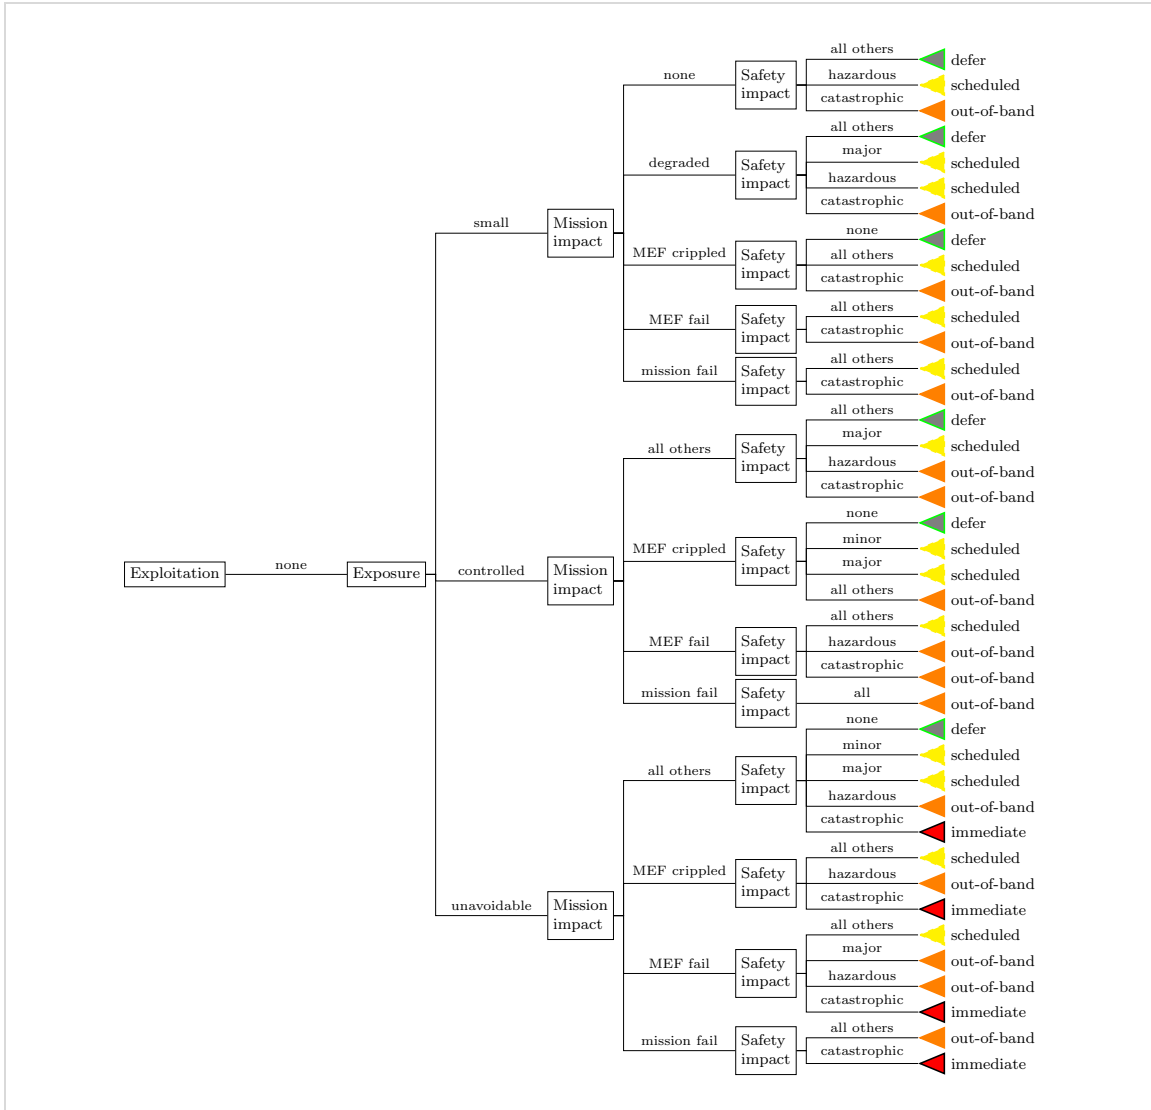 all others
defer
none
Safety
impact
hazardous
scheduled
catastrophic
out-of-band
all others
defer
degraded
Safety
impact
major
scheduled
hazardous
scheduled
catastrophic
out-of-band
small
Mission
impact
none
defer
MEF crippled
Safety
impact
all others
scheduled
catastrophic
out-of-band
MEF fail
Safety
impact
all others
scheduled
catastrophic
out-of-band
mission fail
Safety
impact
all others
scheduled
catastrophic
out-of-band
all others
Safety
impact
all others
defer
major
scheduled
hazardous
out-of-band
catastrophic
out-of-band
Exploitation
none
Exposure
controlled
Mission
impact
MEF crippled
Safety
impact
none
defer
minor
scheduled
major
scheduled
all others
out-of-band
MEF fail
Safety
impact
all others
scheduled
hazardous
out-of-band
catastrophic
out-of-band
mission fail
Safety
impact
all
out-of-band
all others
Safety
impact
none
defer
minor
scheduled
major
scheduled
hazardous
out-of-band
catastrophic
immediate
unavoidable
Mission
impact
MEF crippled
Safety
impact
all others
scheduled
hazardous
out-of-band
catastrophic
immediate
MEF fail
Safety
impact
all others
scheduled
major
out-of-band
hazardous
out-of-band
catastrophic
immediate
mission fail
Safety
impact
all others
out-of-band
catastrophic
immediate